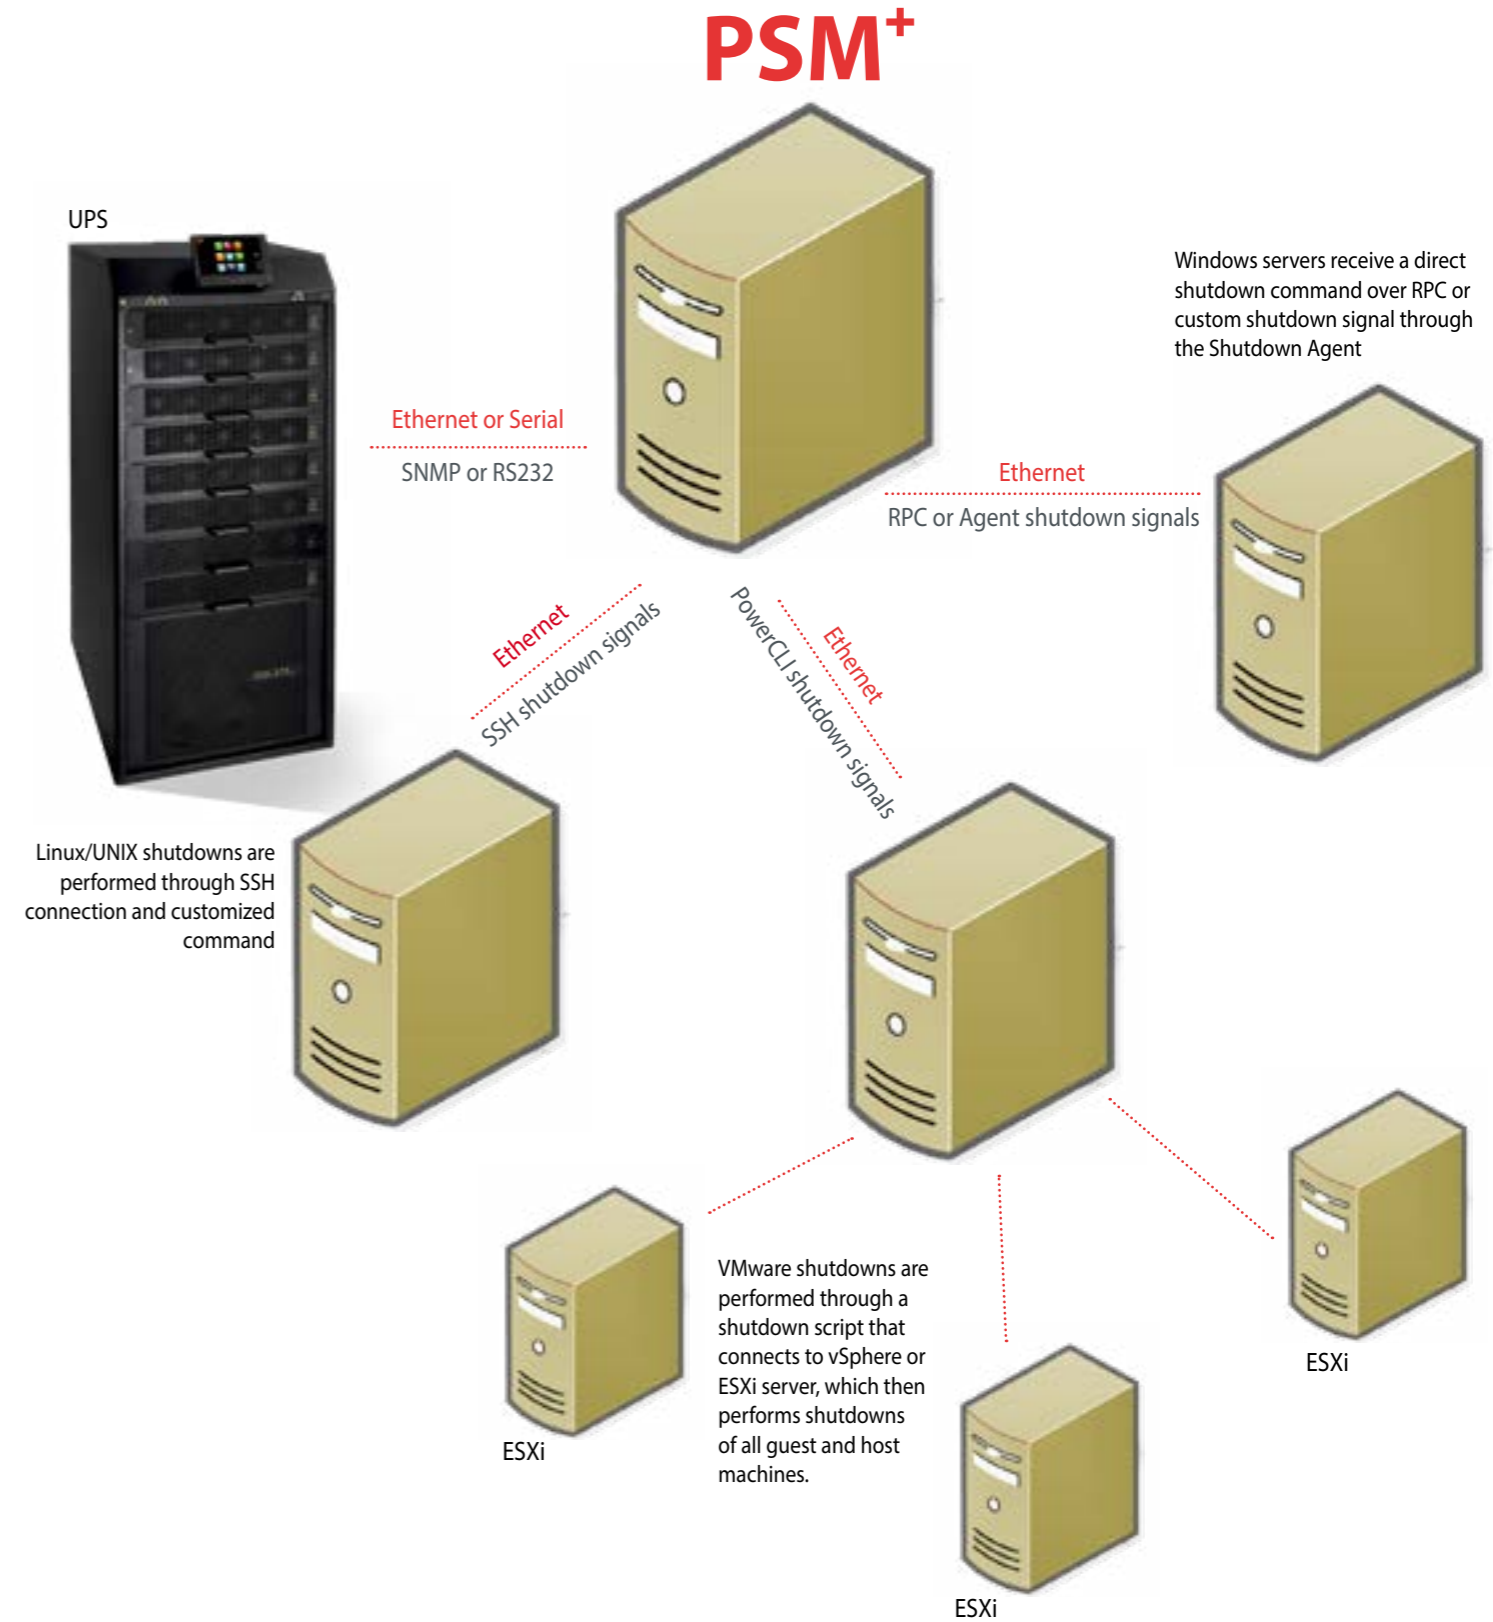 PSM+
UPS
Windows servers receive a direct
shutdown command over RPC or
custom shutdown signal through
the Shutdown Agent
Ethernet or Serial
SNMP or RS232
Ethernet
RPC or Agent shutdown signals
Ethernet
SSH shutdown signals
Ethernet
PowerCLI shutdown signals
Linux/UNIX shutdowns are
performed through SSH
connection and customized
command
VMware shutdowns are
performed through a
shutdown script that
connects to vSphere or
ESXi server, which then
performs shutdowns
of all guest and host
machines.
ESXi
ESXi
ESXi